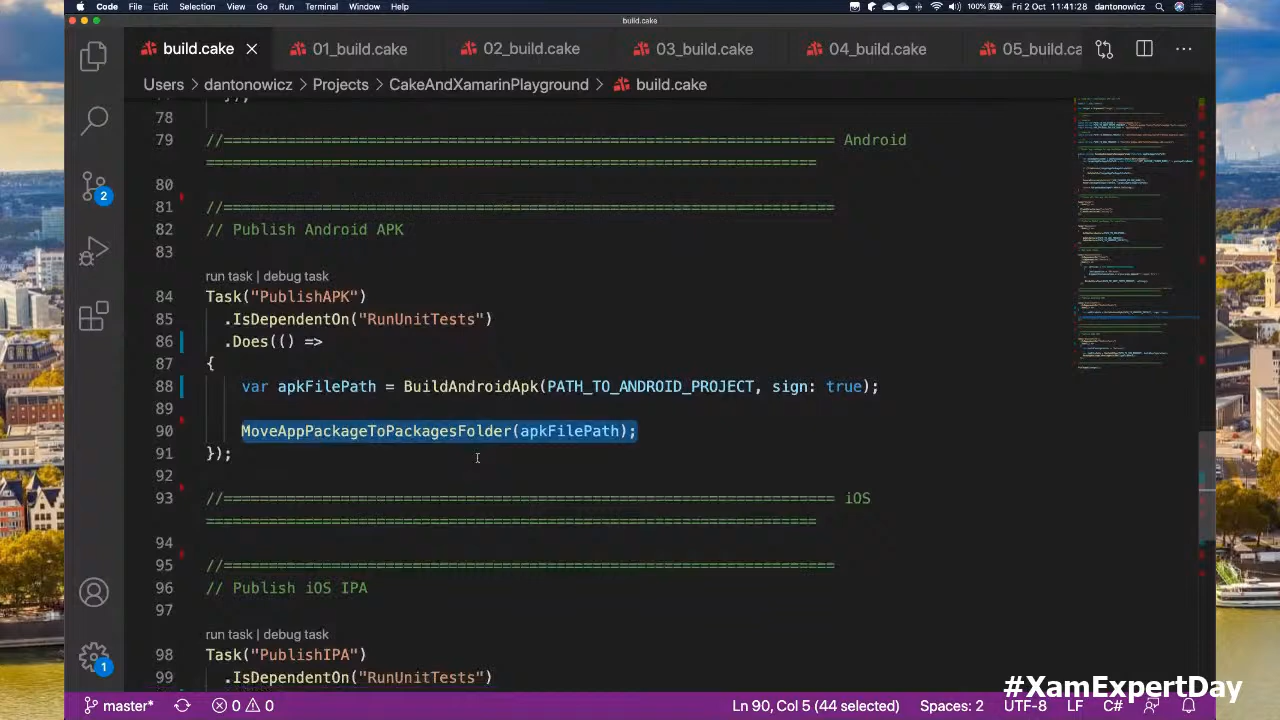 Code File Edit Selection View Go Run Terminal Window Help 100% Fri 2 Oct 11:41:28 dantonowicz
build.cake
build.cake 01_build.cake 02_build.cake 03_build.cake 04_build.cake 05_build.ca
Users > dantonowicz > Projects > CakeAndXamarinPlayground > build.cake
78
79 //==================================================================== Android
====================================================================
80
81 //====================================================================
82 // Publish Android APK
83
run task | debug task
84 Task("PublishAPK")
85 .IsDependentOn("RunUnitTests")
86 .Does(() =>
87 {
88 var apkFilePath = BuildAndroidApk(PATH_TO_ANDROID_PROJECT, sign: true);
89
90 MoveAppPackageToPackagesFolder(apkFilePath);
91 });
92
93 //==================================================================== iOS
====================================================================
94
95 //====================================================================
96 // Publish iOS IPA
97
run task | debug task
98 Task("PublishIPA")
99 .IsDependentOn("RunUnitTests")
#XamExpertDay
master* 0 0 Ln 90, Col 5 (44 selected) Spaces: 2 UTF-8 LF C#
2
1